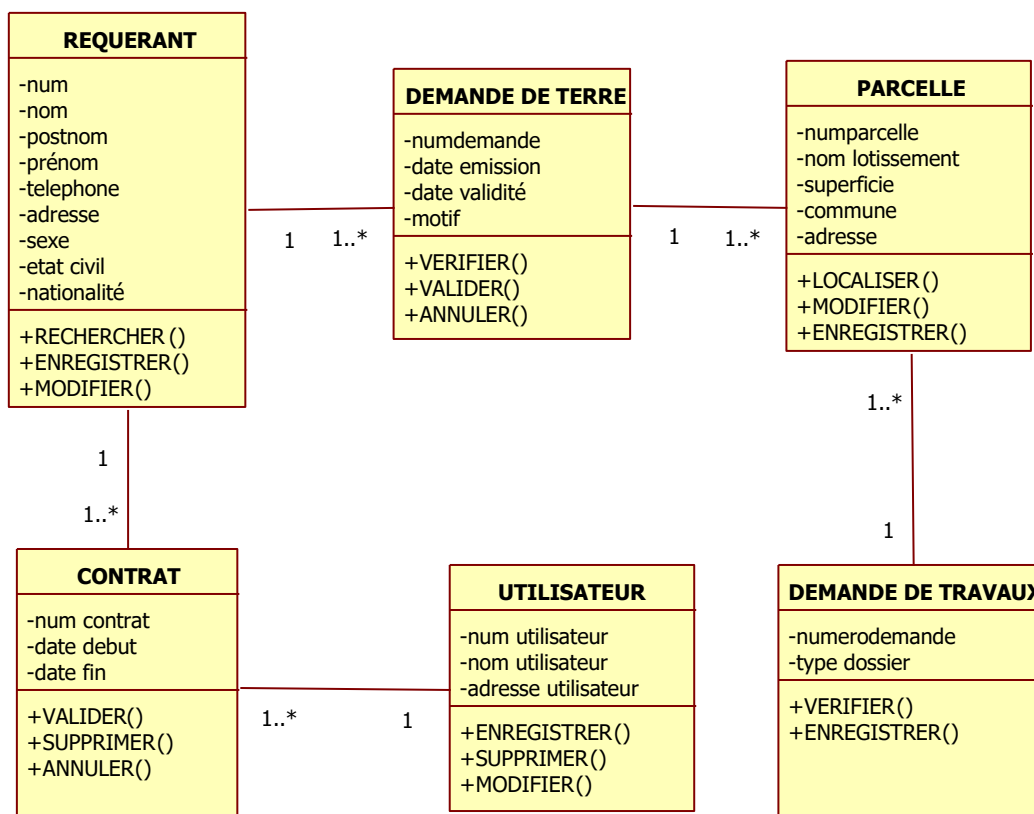 REQUERANT
-num
-nom
-postnom
-prénom
-telephone
-adresse
-sexe
-etat civil
-nationalité
+RECHERCHER()
+ENREGISTRER()
+MODIFIER()
DEMANDE DE TERRE
-numdemande
-date emission
-date validité
-motif
+VERIFIER()
+VALIDER()
+ANNULER()
PARCELLE
-numparcelle
-nom lotissement
-superficie
-commune
-adresse
+LOCALISER()
+MODIFIER()
+ENREGISTRER()
1
1..*
1
1..*
1
1..*
1..*
1
CONTRAT
-num contrat
-date debut
-date fin
+VALIDER()
+SUPPRIMER()
+ANNULER()
1..*
1
UTILISATEUR
-num utilisateur
-nom utilisateur
-adresse utilisateur
+ENREGISTRER()
+SUPPRIMER()
+MODIFIER()
DEMANDE DE TRAVAUX
-numerodemande
-type dossier
+VERIFIER()
+ENREGISTRER()